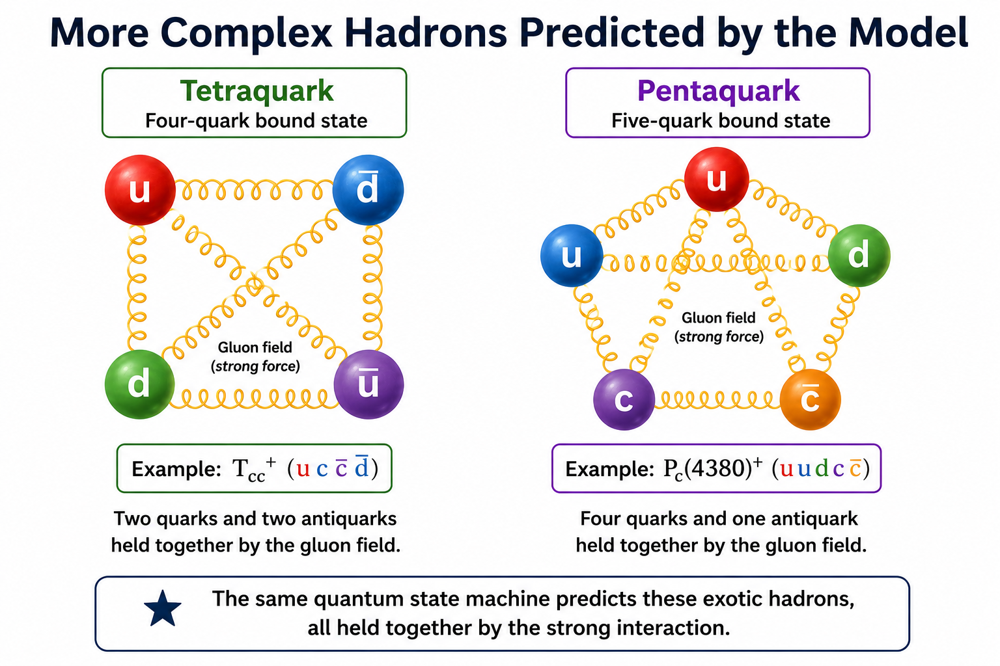 More Complex Hadrons Predicted by the Model
Tetraquark
Four-quark bound state
u
d̅
d
u̅
Gluon field
(strong force)
Example: T_cc⁺ (u c c̅ d̅)
Two quarks and two antiquarks
held together by the gluon field.
Pentaquark
Five-quark bound state
u
u
d
c
c̅
Gluon field
(strong force)
Example: P_c(4380)⁺ (u u d c c̅)
Four quarks and one antiquark
held together by the gluon field.
The same quantum state machine predicts these exotic hadrons,
all held together by the strong interaction.